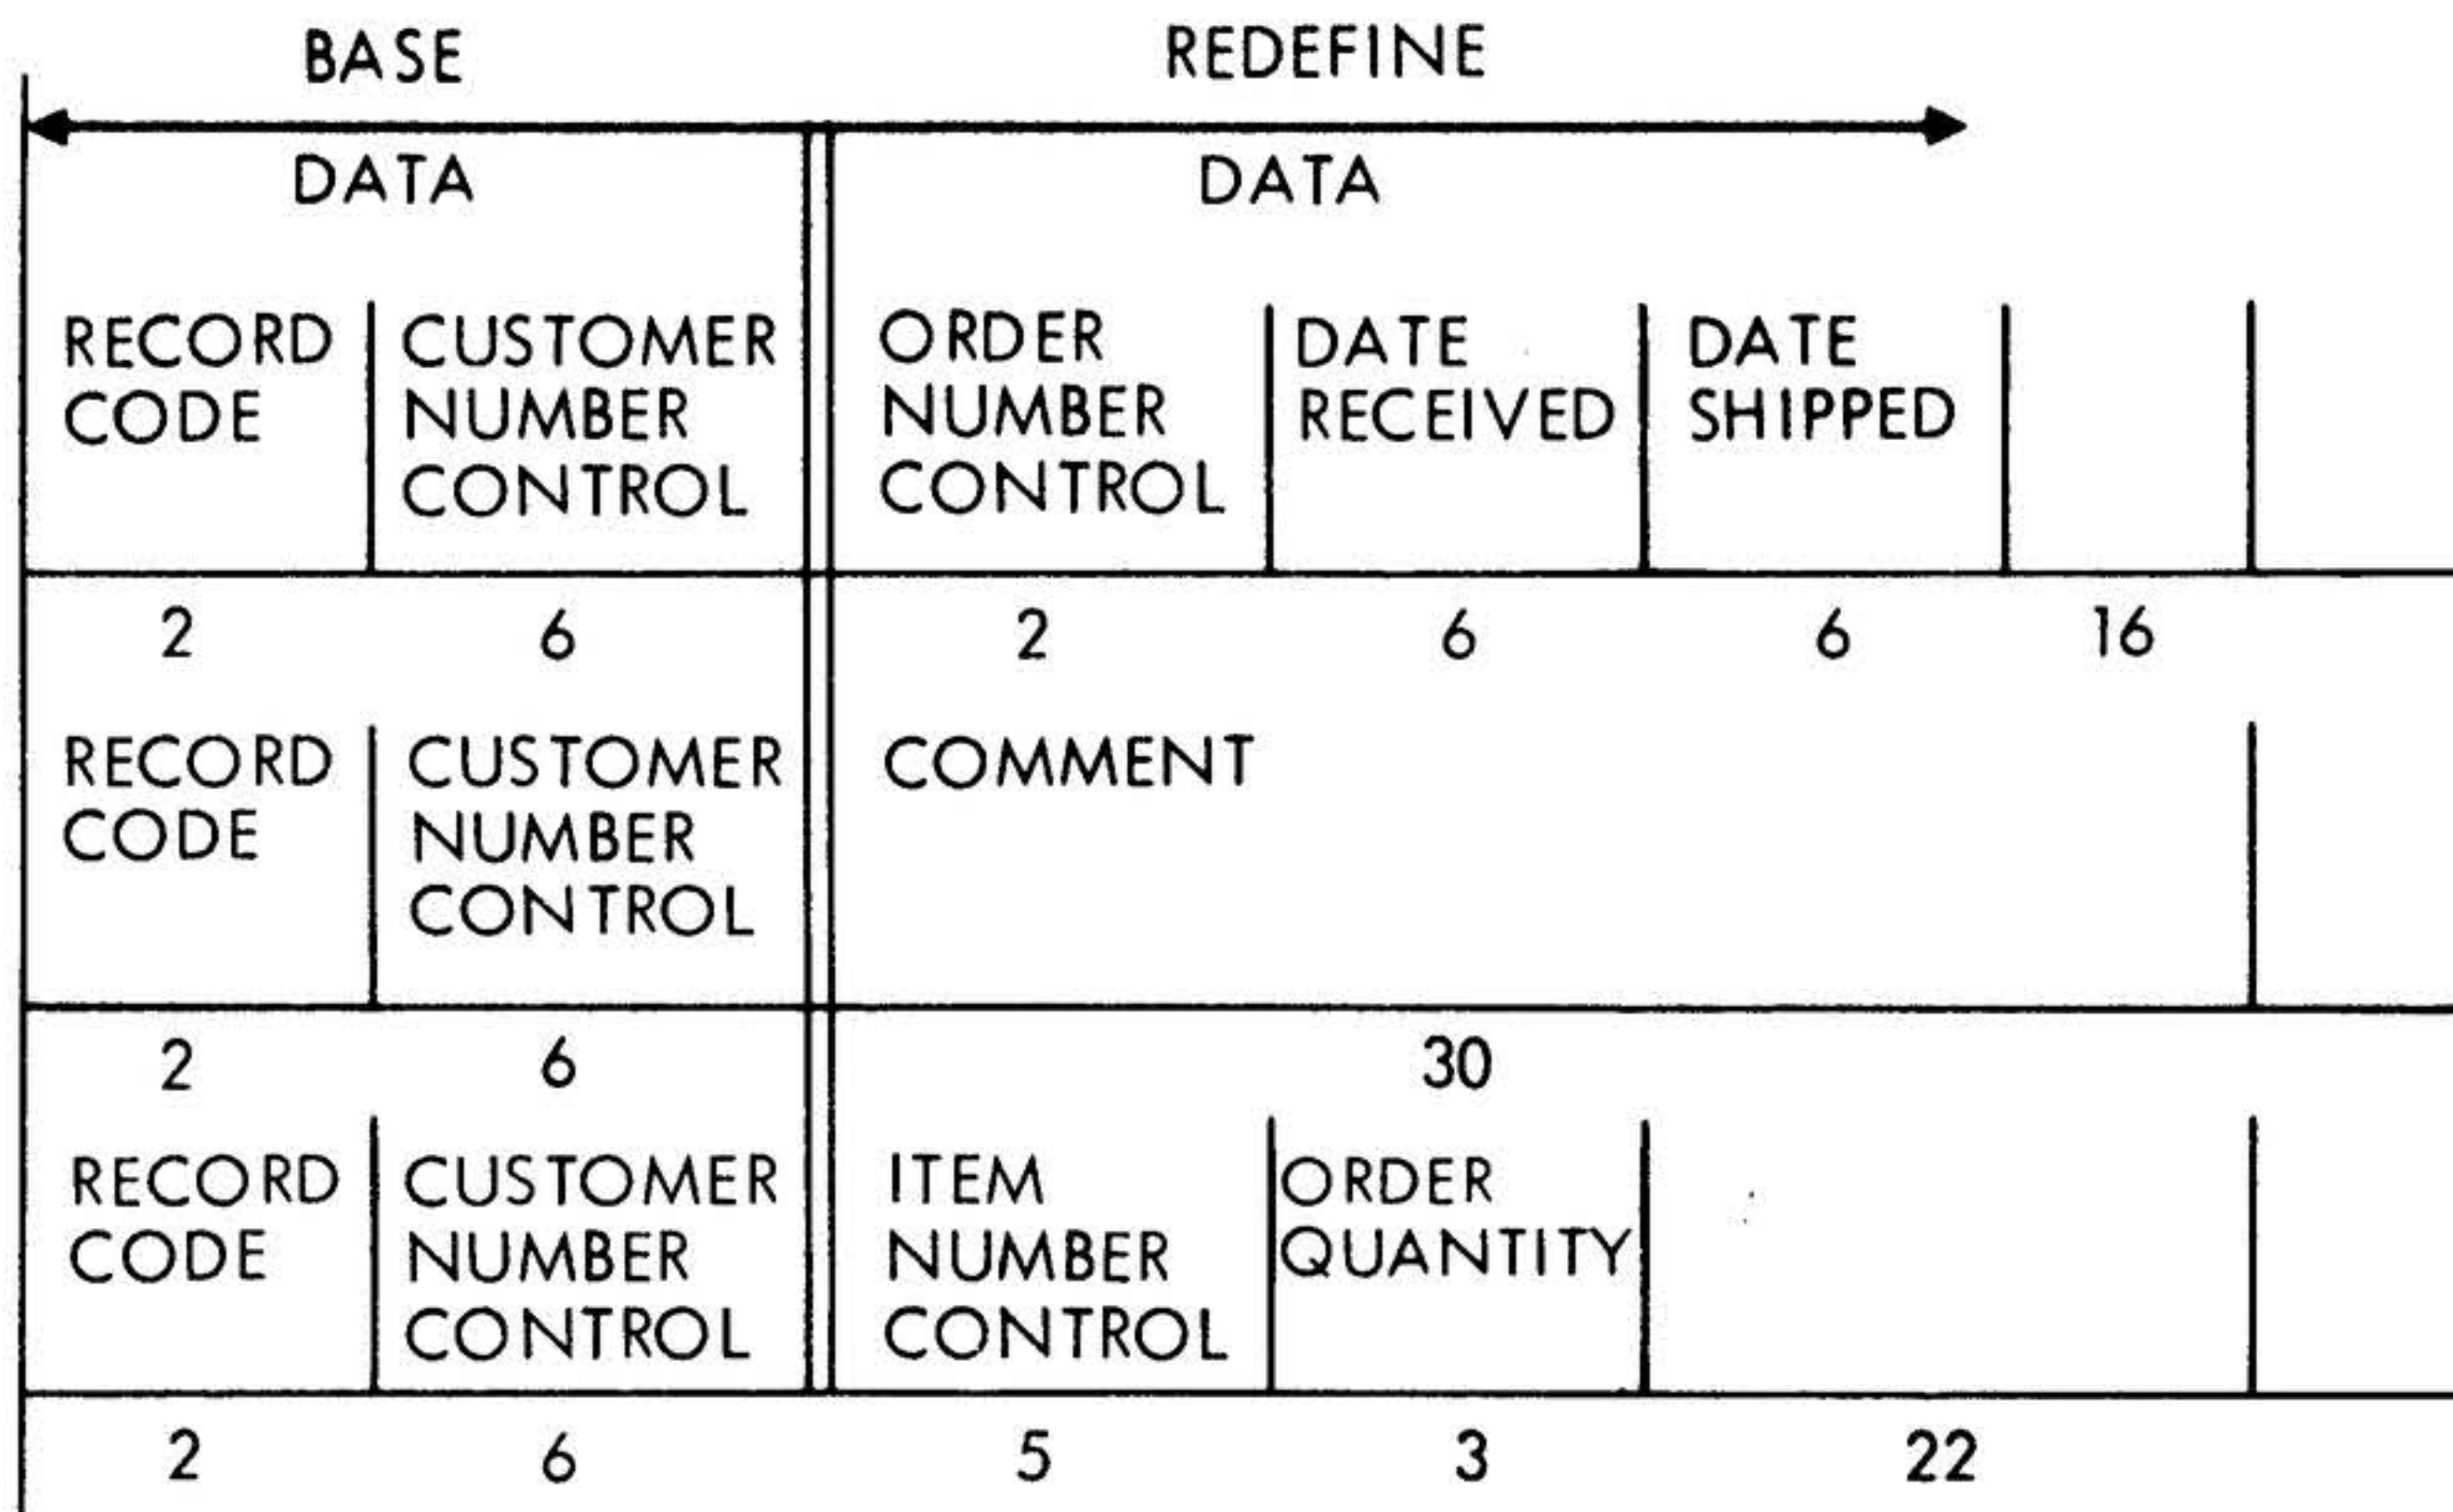 BASE REDEFINE
DATA DATA
RECORD CUSTOMER ORDER DATE DATE
CODE NUMBER NUMBER RECEIVED SHIPPED
CONTROL CONTROL
2 6 2 6 6 16
RECORD CUSTOMER COMMENT
CODE NUMBER
CONTROL
2 6 30
RECORD CUSTOMER ITEM ORDER
CODE NUMBER NUMBER QUANTITY
CONTROL CONTROL
2 6 5 3 22